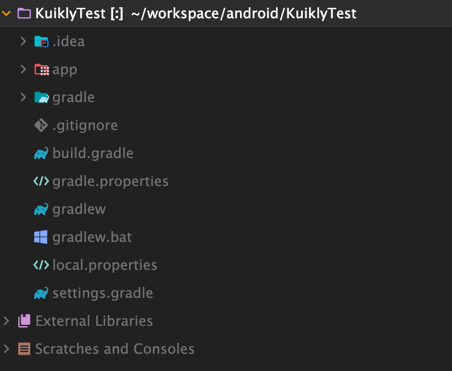 KuiklyTest [:] ~/workspace/android/KuiklyTest
.idea
app
gradle
.gitignore
build.gradle
gradle.properties
gradlew
gradlew.bat
local.properties
settings.gradle
External Libraries
Scratches and Consoles